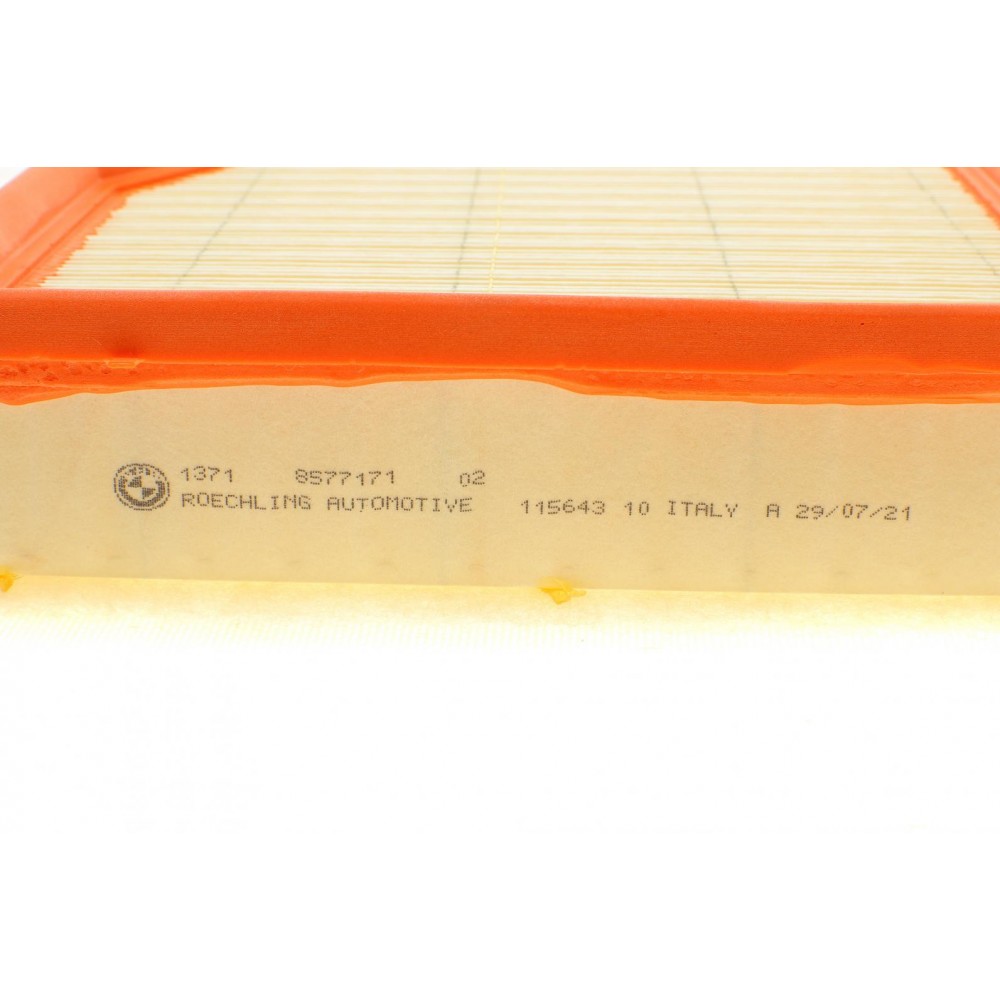 1371 8577171 02
ROECHLING AUTOMOTIVE 115643 10 ITALY A 29/07/21